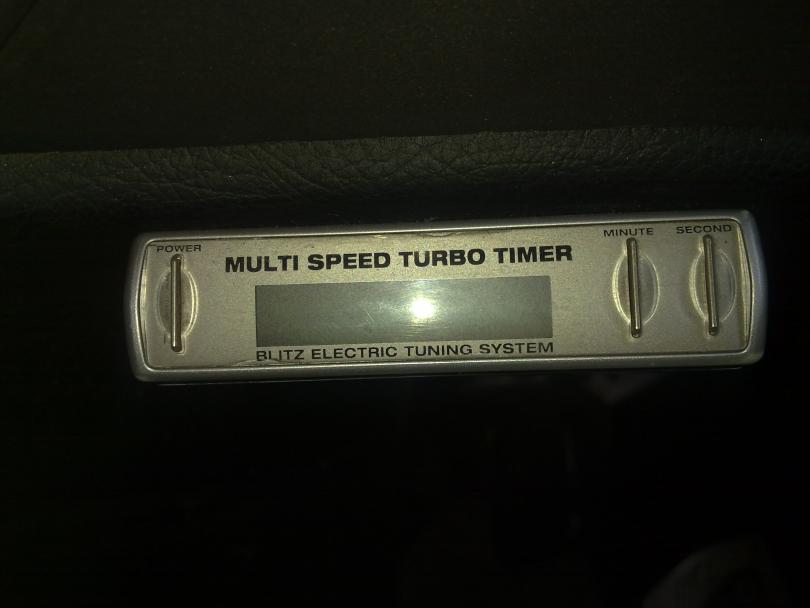 POWER
MINUTE SECOND
MULTI SPEED TURBO TIMER
BLITZ ELECTRIC TUNING SYSTEM